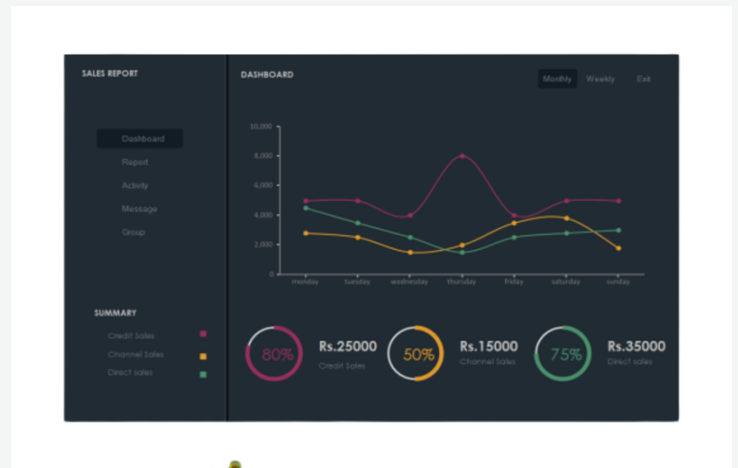 SALES REPORT
DASHBOARD
Monthly Weekly Exit
Dashboard
Report
Activity
Message
Group
10,000
8,000
6,000
4,000
2,000
0
monday tuesday wednesday thursday friday saturday sunday
SUMMARY
Credit Sales
Channel Sales
Direct sales
80%
Rs.25000
Credit Sales
50%
Rs.15000
Channel Sales
75%
Rs.35000
Direct sales